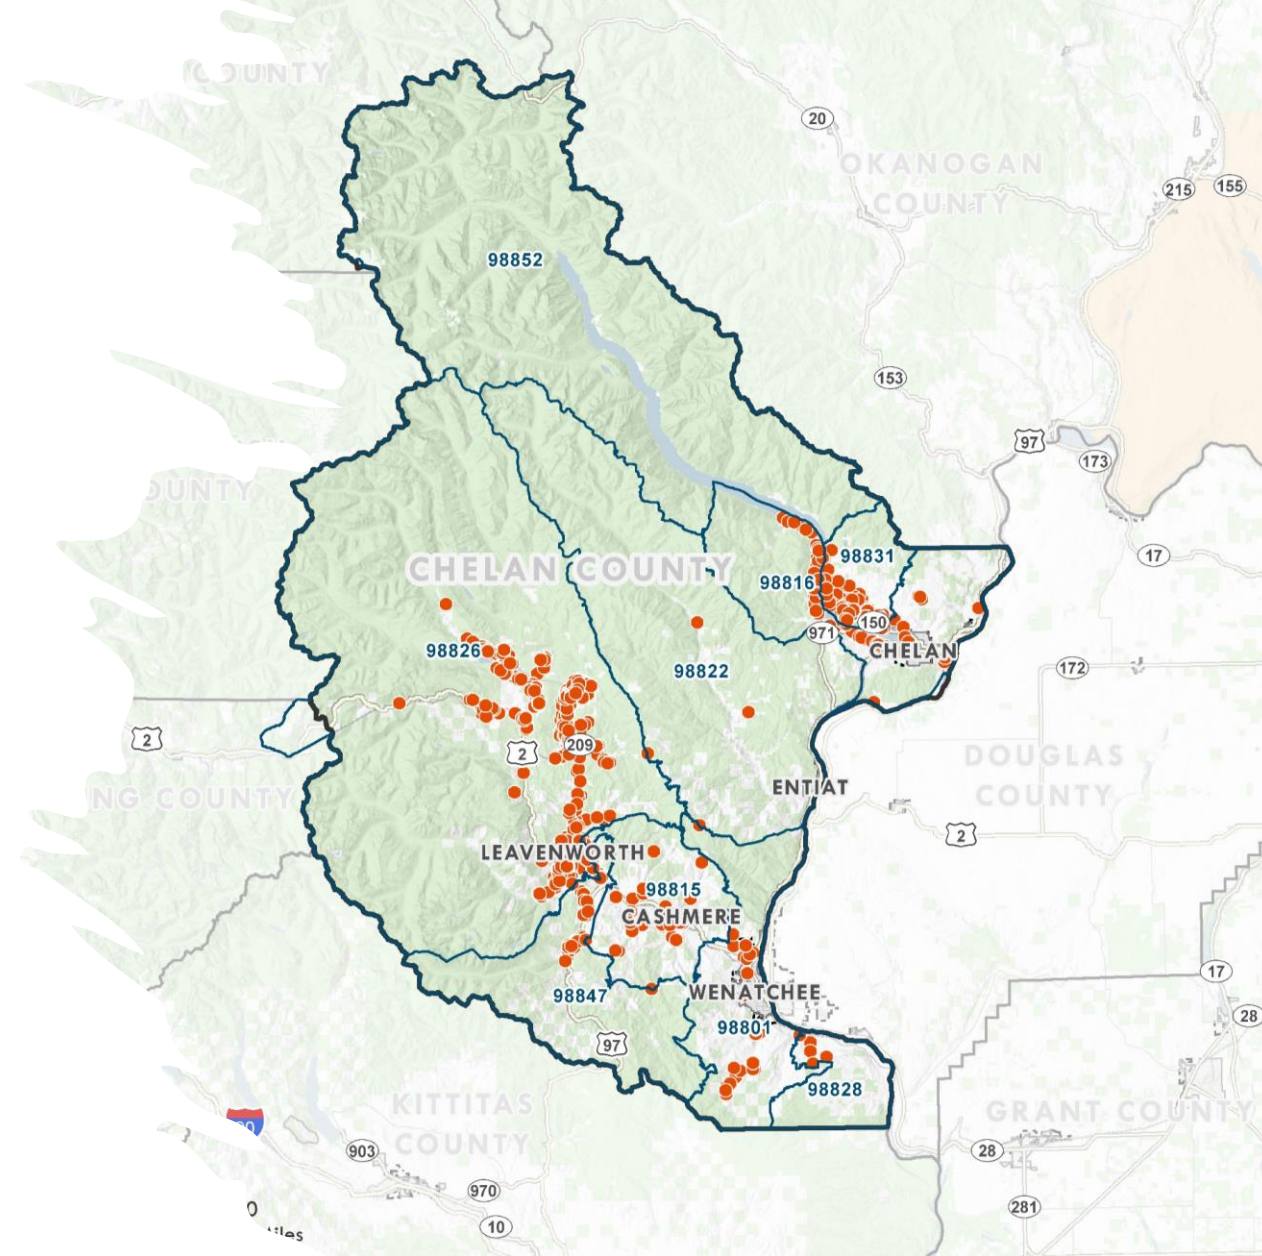 COUNTY
20
OKANOGAN
COUNTY
215
155
98852
153
97
173
COUNTY
17
CHELAN COUNTY
98831
98816
150
971
CHELAN
98826
98822
172
2
2
209
DOUGLAS
COUNTY
ENTIAT
NG COUNTY
2
LEAVENWORTH
98815
CASHMERE
17
WENATCHEE
98847
28
98801
97
98828
KITTITAS
COUNTY
GRANT COUNTY
903
28
970
281
10